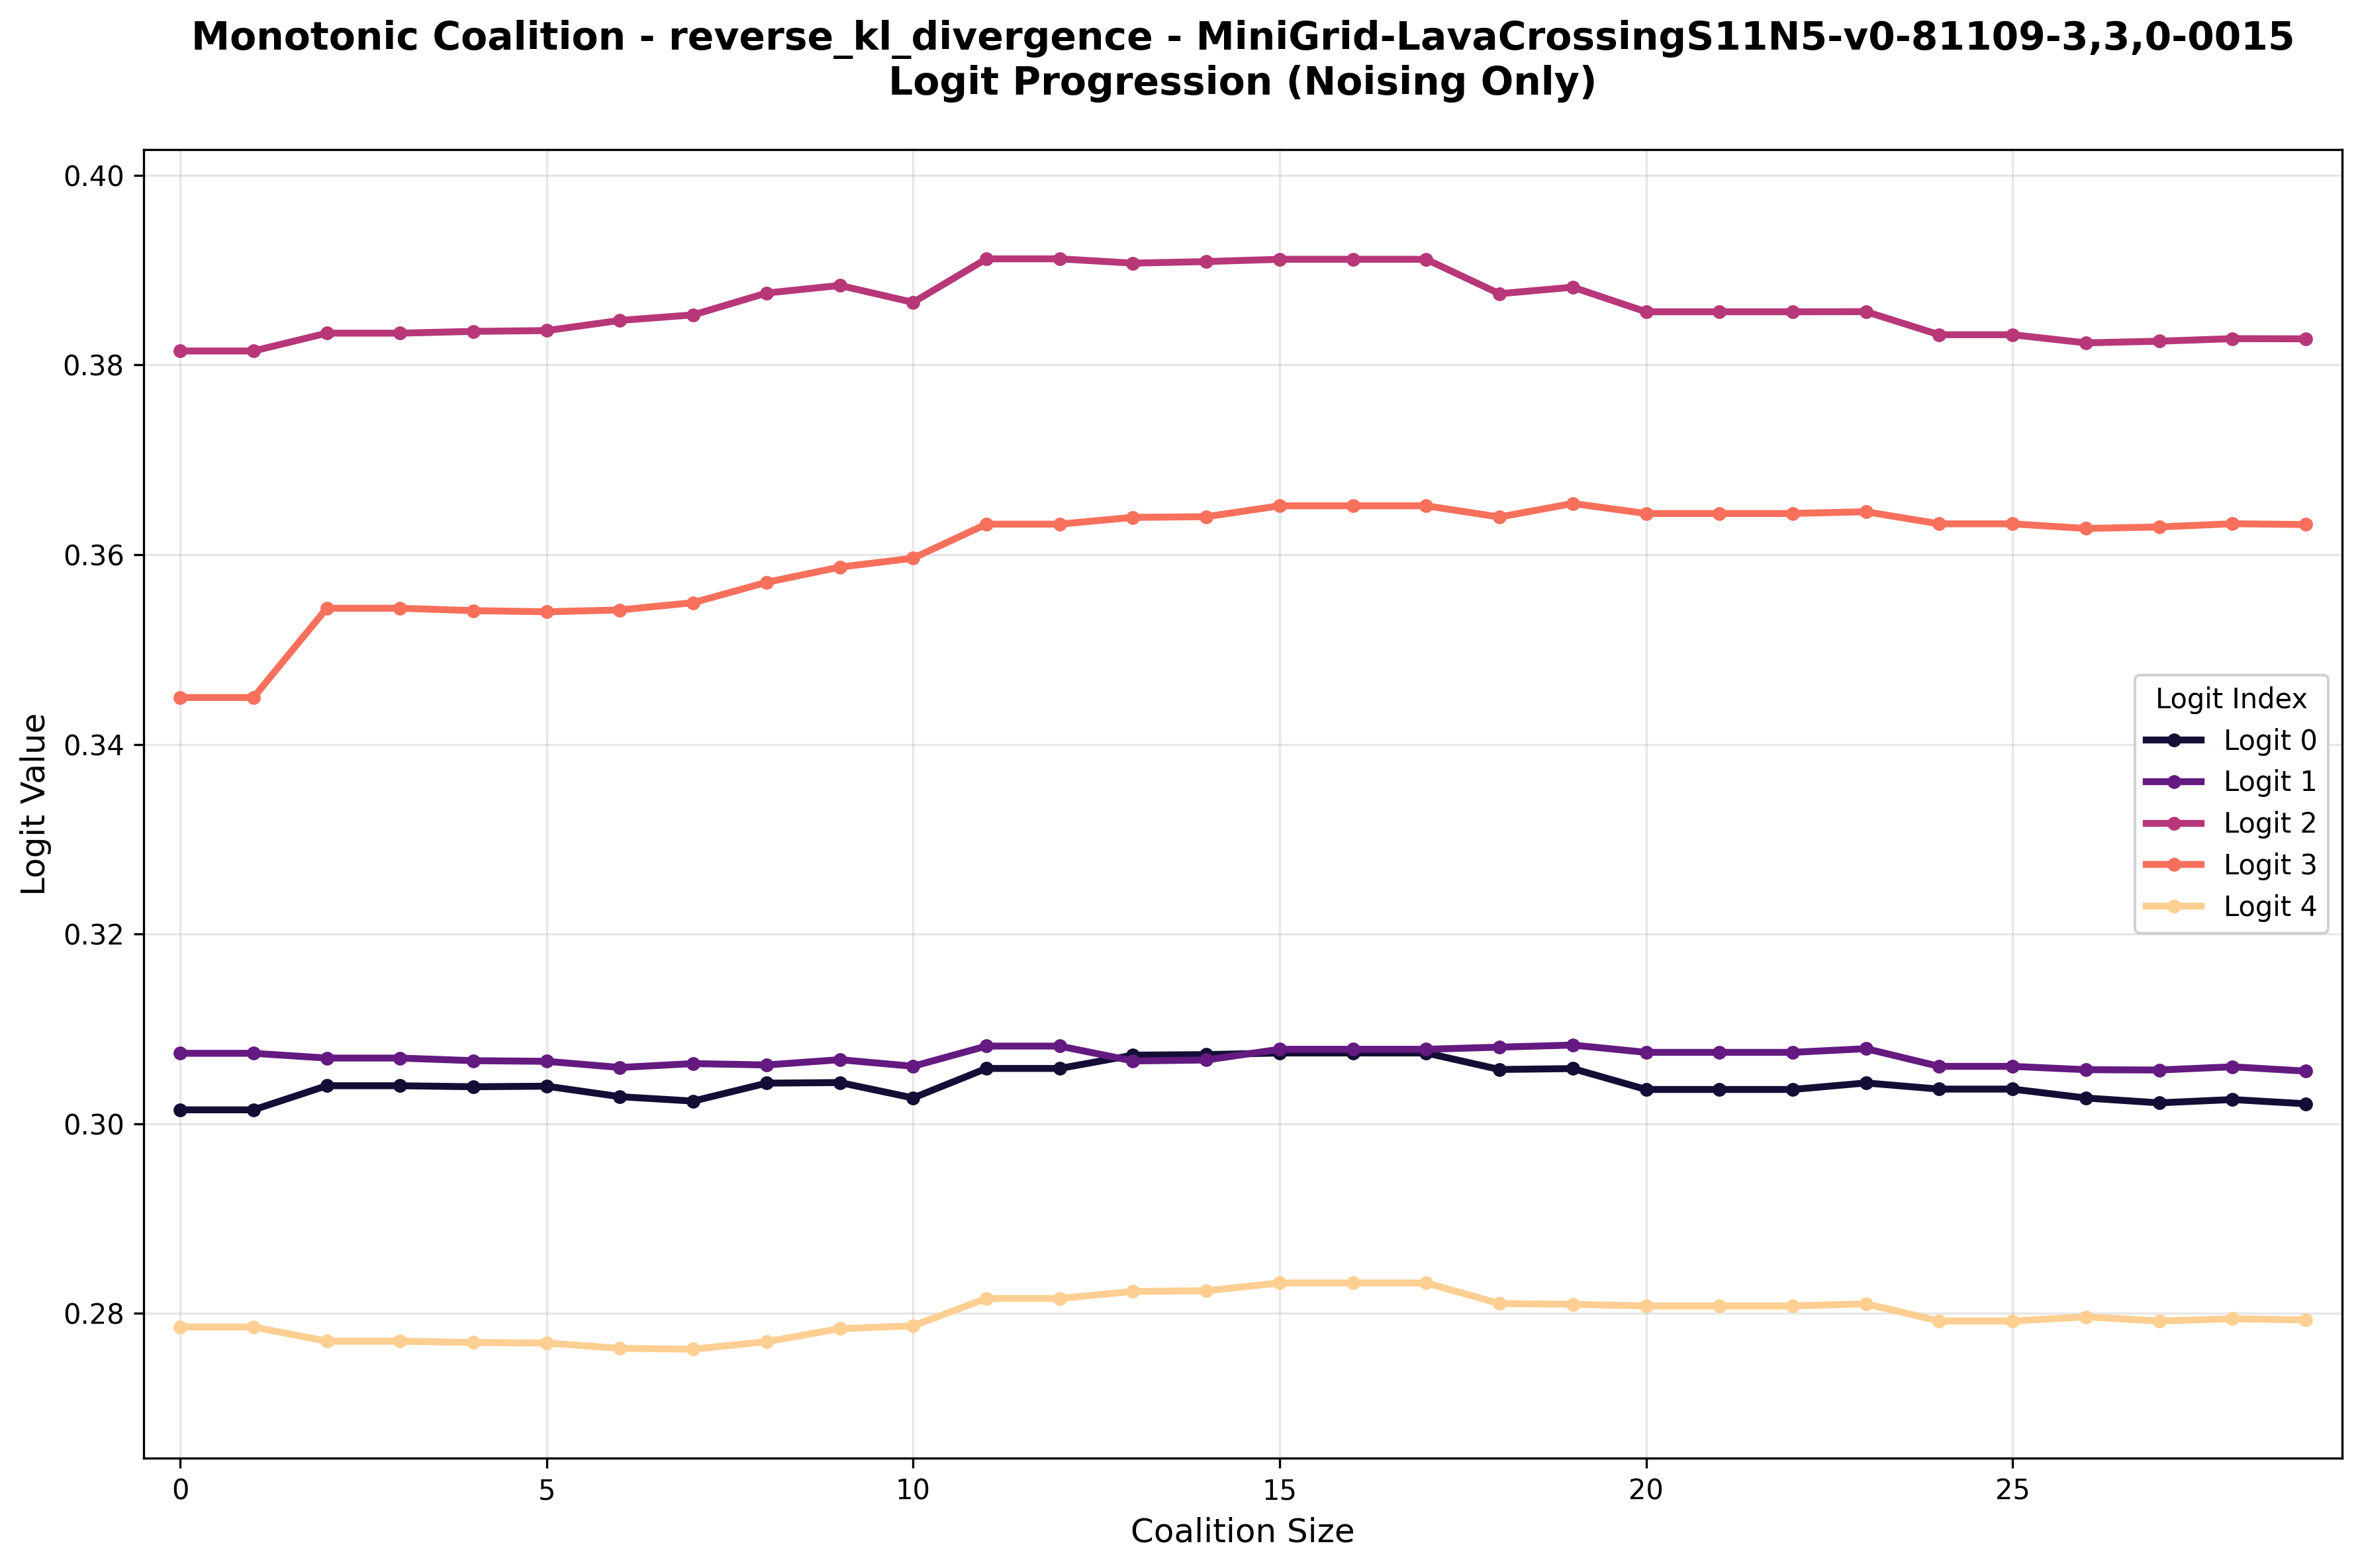 Monotonic Coalition - reverse_kl_divergence - MiniGrid-LavaCrossingS11N5-v0-81109-3,3,0-0015
Logit Progression (Noising Only)
0.40
0.38
0.36
0.34
0.32
0.30
0.28
Logit Value
Logit Index
Logit 0
Logit 1
Logit 2
Logit 3
Logit 4
0
5
10
15
20
25
Coalition Size